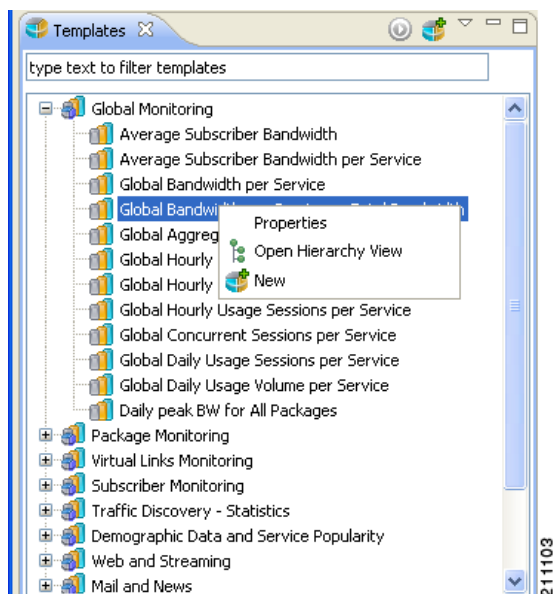 Templates
type text to filter templates
Global Monitoring
Average Subscriber Bandwidth
Average Subscriber Bandwidth per Service
Global Bandwidth per Service
Global Bandwi
Properties
Global Aggreg
Open Hierarchy View
Global Hourly
New
Global Hourly
Global Hourly Usage Sessions per Service
Global Concurrent Sessions per Service
Global Daily Usage Sessions per Service
Global Daily Usage Volume per Service
Daily peak BW for All Packages
Package Monitoring
Virtual Links Monitoring
Subscriber Monitoring
Traffic Discovery - Statistics
Demographic Data and Service Popularity
Web and Streaming
Mail and News
211103